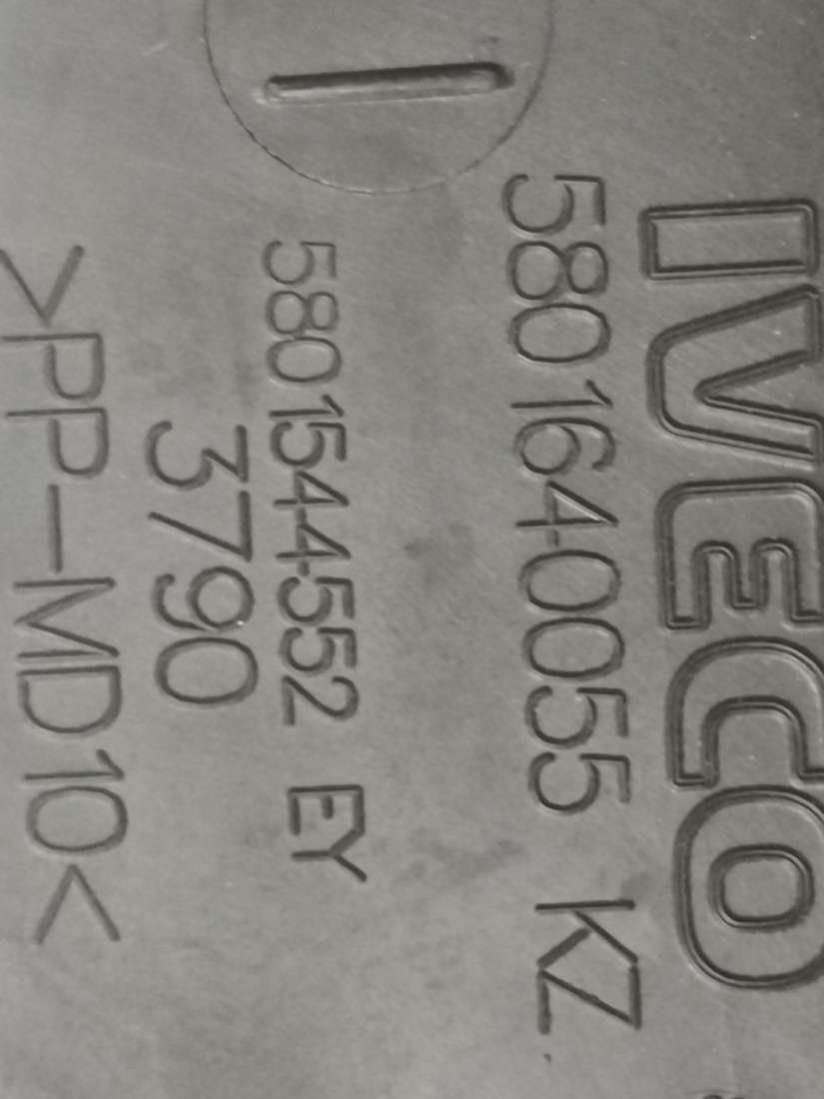 IVECO
5801640055 KZ
5801544552 EY
3790
>PP-MD10<